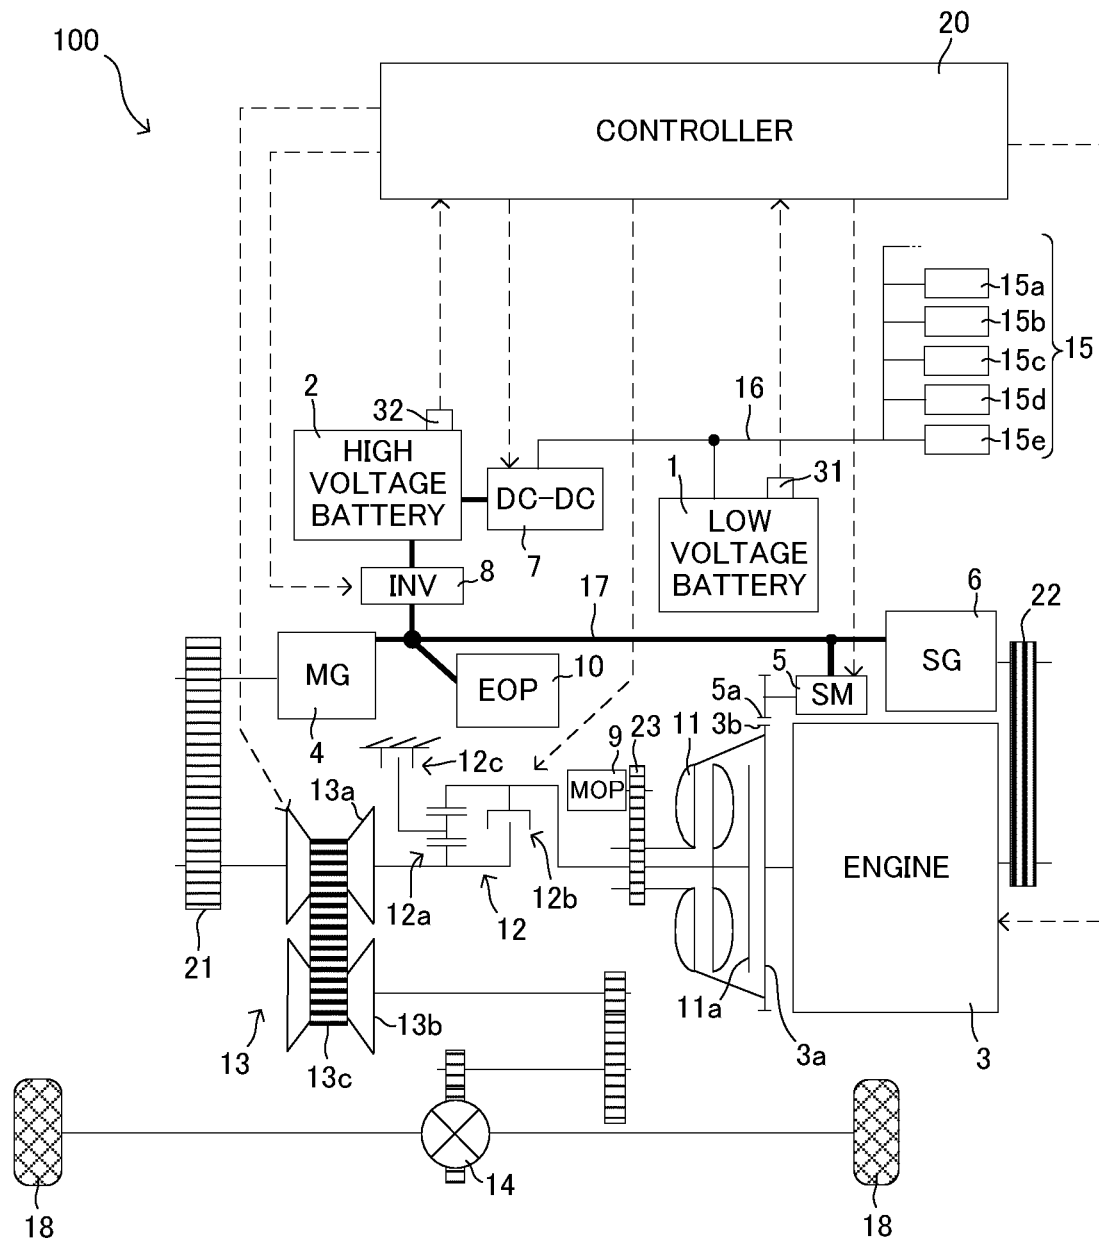 100
20
CONTROLLER
15a
15b
15c
15
15d
15e
2
32
16
31
1
HIGH
VOLTAGE
BATTERY
DC-DC
7
LOW
VOLTAGE
BATTERY
INV
8
17
6
22
MG
4
EOP
10
5
SM
SG
5a
3b
9
23
11
12c
MOP
13a
ENGINE
12a
12
12b
21
11a
3a
3
13
13b
13c
14
18
18